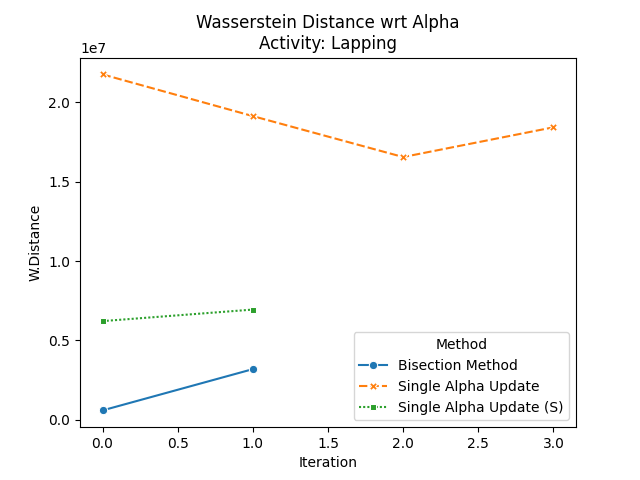 Wasserstein Distance wrt Alpha
Activity: Lapping
1e7
2.0
1.5
1.0
0.5
0.0
W.Distance
Method
Bisection Method
Single Alpha Update
Single Alpha Update (S)
0.0 0.5 1.0 1.5 2.0 2.5 3.0
Iteration